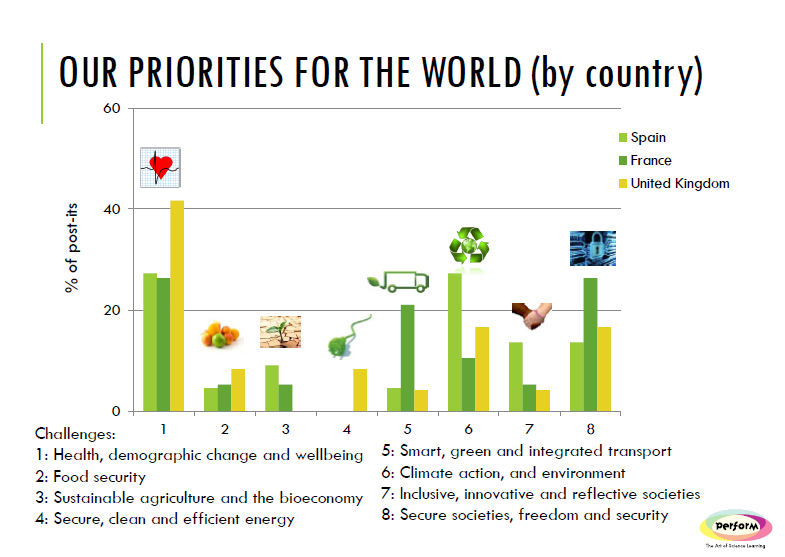 OUR PRIORITIES FOR THE WORLD (by country)
60
40
20
0
% of post-its
Spain
France
United Kingdom
1 2 3 4 5 6 7 8
Challenges:
1: Health, demographic change and wellbeing
2: Food security
3: Sustainable agriculture and the bioeconomy
4: Secure, clean and efficient energy
5: Smart, green and integrated transport
6: Climate action, and environment
7: Inclusive, innovative and reflective societies
8: Secure societies, freedom and security
PERFORM
The Art of Science Learning